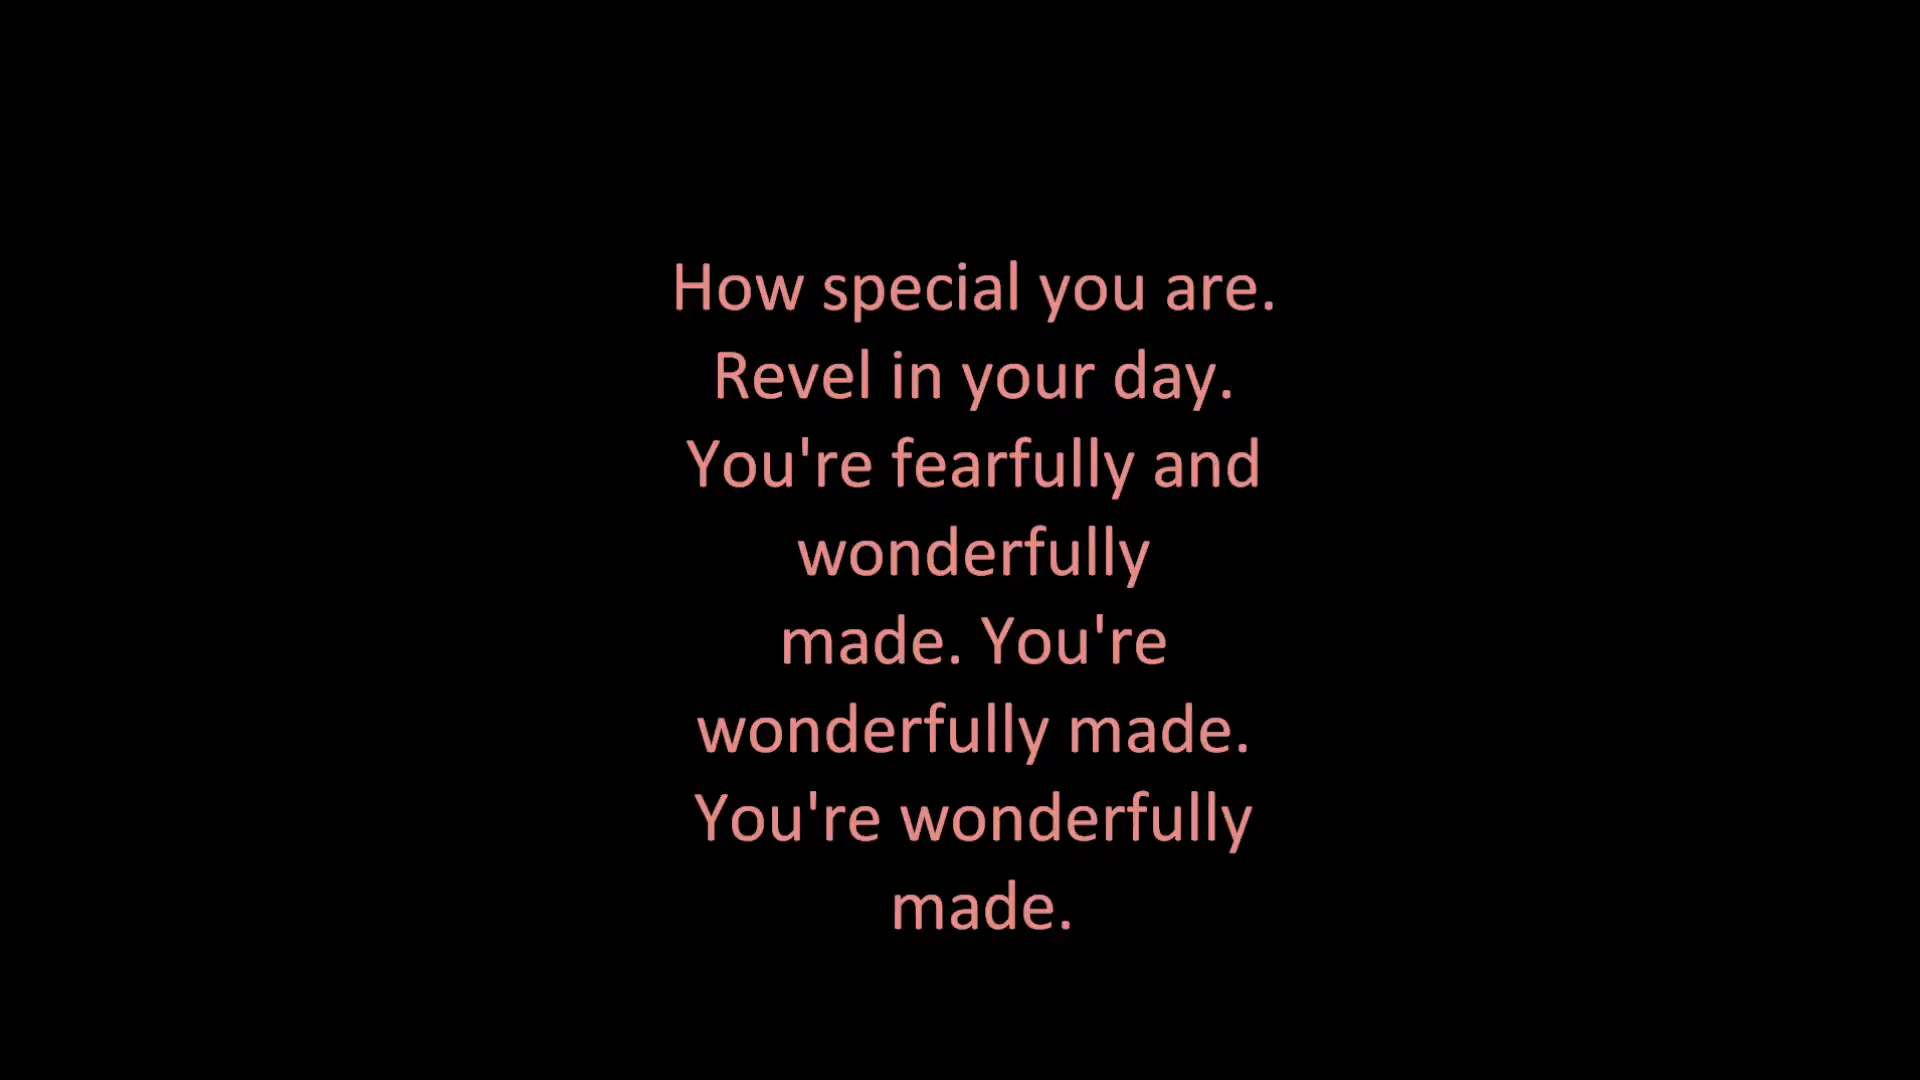 How special you are.
Revel in your day.
You're fearfully and
wonderfully
made. You're
wonderfully made.
You're wonderfully
made.